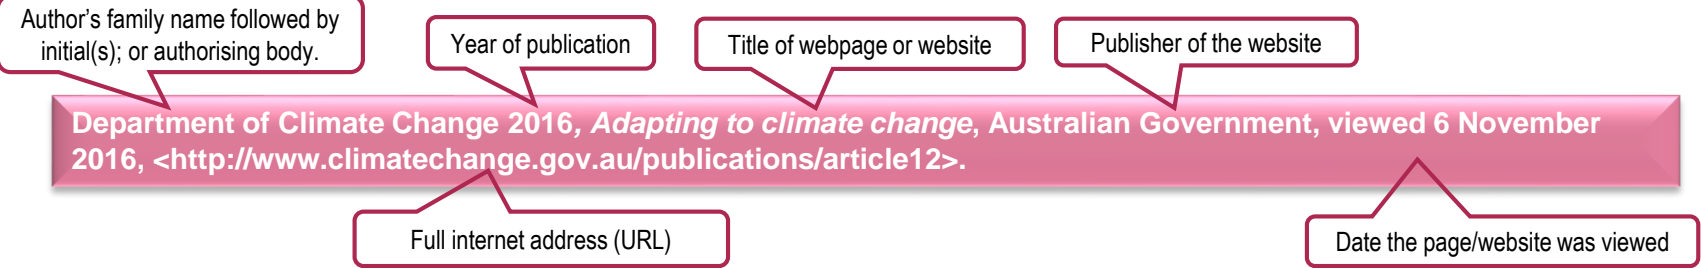 Author's family name followed by
initial(s); or authorising body.
Year of publication
Title of webpage or website
Publisher of the website
Department of Climate Change 2016, Adapting to climate change, Australian Government, viewed 6 November
2016, <http://www.climatechange.gov.au/publications/article12>.
Full internet address (URL)
Date the page/website was viewed